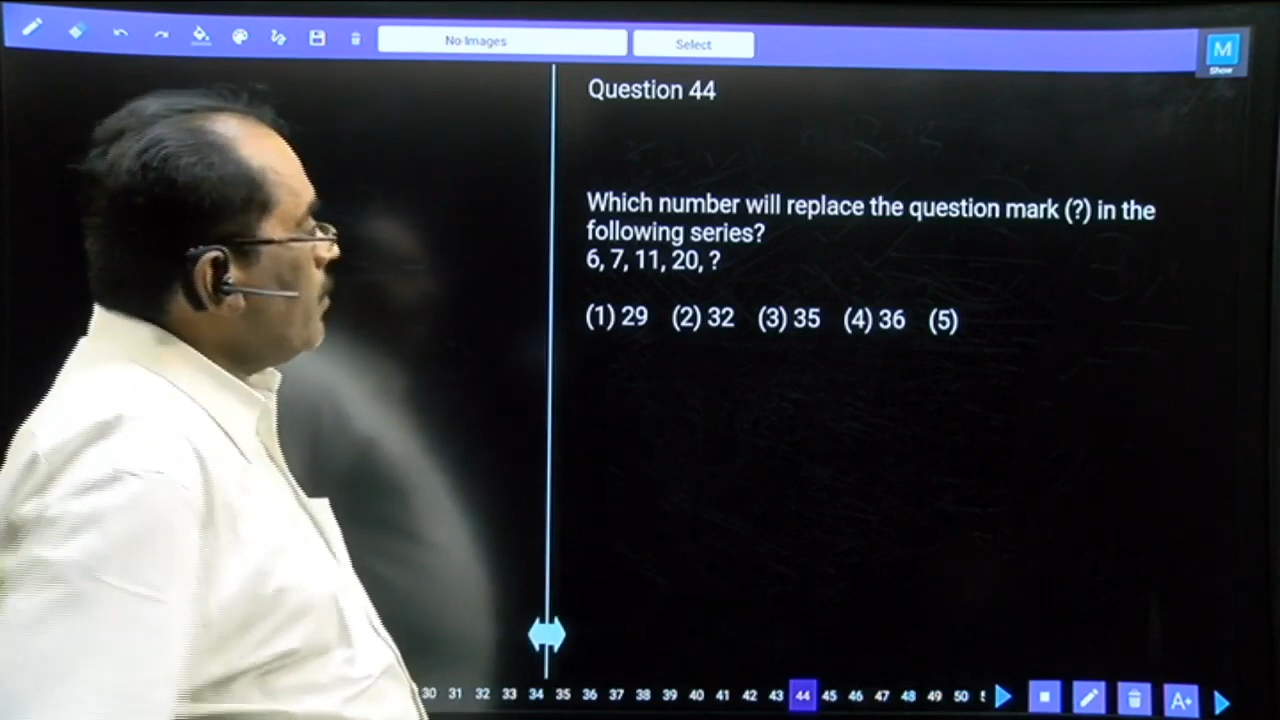 No Images
Select
M
Show
Question 44
Which number will replace the question mark (?) in the
following series?
6, 7, 11, 20, ?
(1) 29 (2) 32 (3) 35 (4) 36 (5)
30 31 32 33 34 35 36 37 38 39 40 41 42 43 44 45 46 47 48 49 50
A+